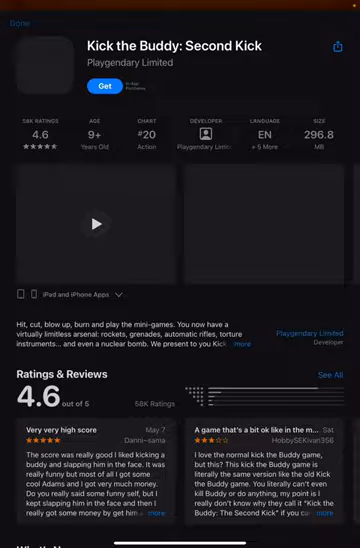 Done
Kick the Buddy: Second Kick
Playgendary Limited
Get
In-App
Purchases
58K RATINGS
AGE
CHART
DEVELOPER
LANGUAGE
SIZE
4.6
9+
#20
EN
296.8
Years Old
Action
Playgendary Limi
+ 5 More
MB
iPad and iPhone Apps
Hit, cut, blow up, burn and play the mini-games. You now have a
virtually limitless arsenal: rockets, grenades, automatic rifles, torture
instruments... and even a nuclear bomb. We present to you Kick more
Playgendary Limited
Developer
Ratings & Reviews
See All
4.6 out of 5
58K Ratings
Very very high score
May 7
Danni-sama
The score was really good I liked kicking a
buddy and slapping him in the face. It was
really funny but most of all I got some
cool Adams and I got very much money.
Do you really said some funny self, but I
kept slapping him in the face and then I
really got some money by get him more
A game that's a bit ok like in the m...
Sat
HobbySEKivan356
I love the normal kick the Buddy game,
but this? This kick the Buddy game is
literally the same version like the old Kick
the Buddy game. You literally can't even
kill Buddy or do anything, my point is I
really don't know why they call it "Kick the
Buddy: The Second Kick" if you can more